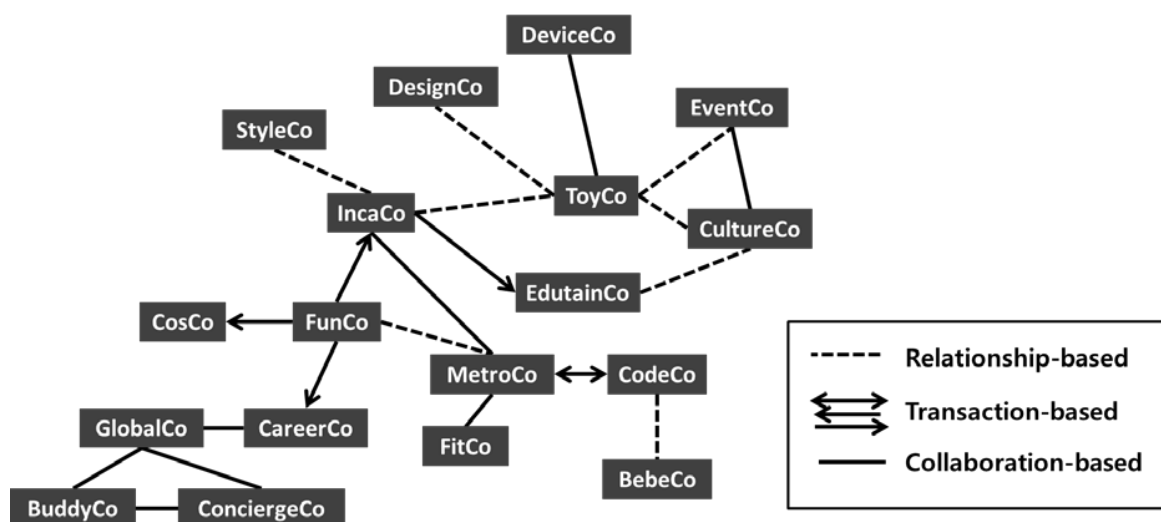 DeviceCo
DesignCo
EventCo
StyleCo
IncaCo
ToyCo
CultureCo
EdutainCo
CosCo
FunCo
MetroCo
CodeCo
GlobalCo
CareerCo
FitCo
BebeCo
BuddyCo
ConciergeCo
Relationship-based
Transaction-based
Collaboration-based